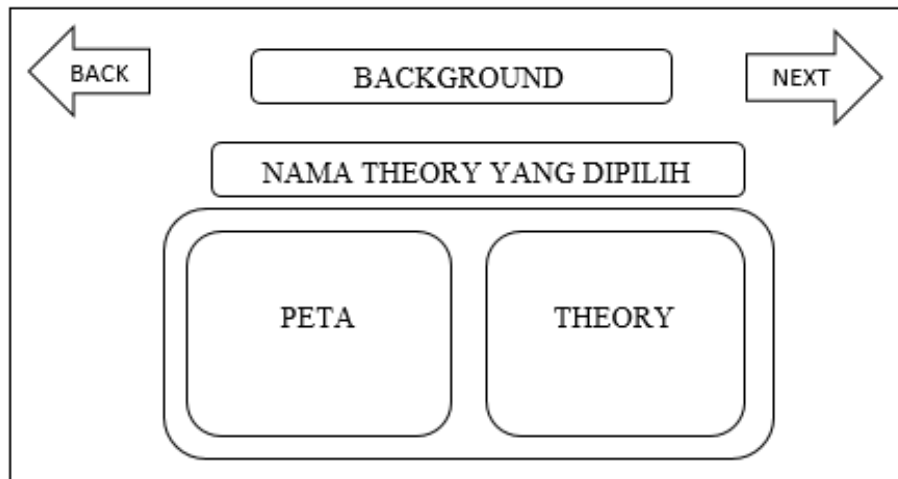 BACK
BACKGROUND
NEXT
NAMA THEORY YANG DIPILIH
PETA
THEORY